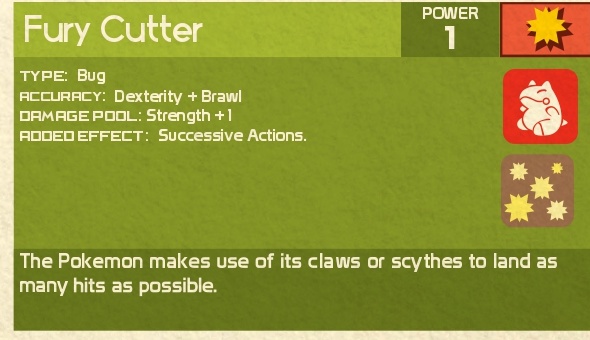 Fury Cutter
POWER
1
TYPE: Bug
ACCURACY: Dexterity + Brawl
DAMAGE POOL: Strength + 1
ADDED EFFECT: Successive Actions.
The Pokemon makes use of its claws or scythes to land as
many hits as possible.